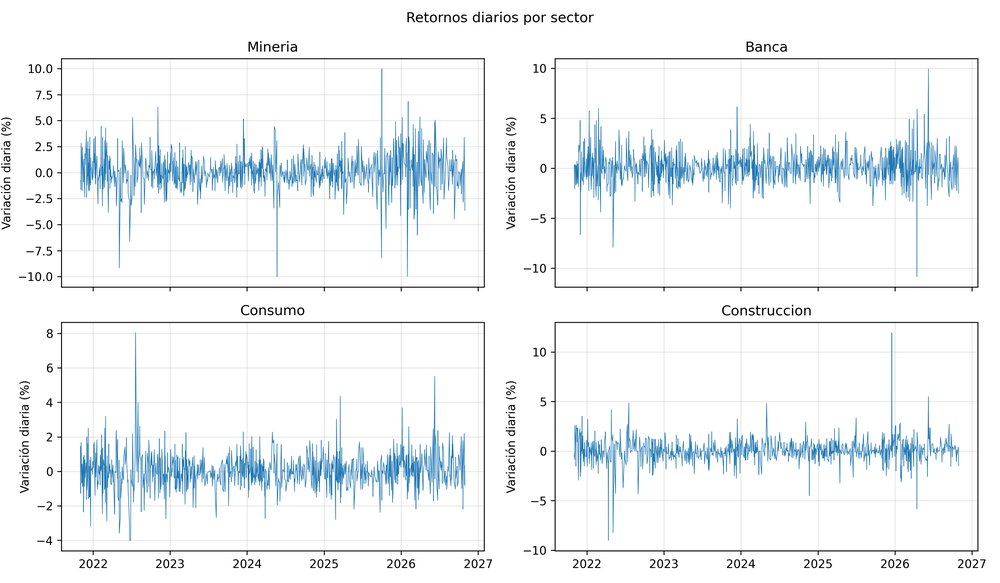 Retornos diarios por sector
Mineria
Variación diaria (%)
10.0
7.5
5.0
2.5
0.0
−2.5
−5.0
−7.5
−10.0
Banca
Variación diaria (%)
10
5
0
−5
−10
Consumo
Variación diaria (%)
8
6
4
2
0
−2
−4
2022 2023 2024 2025 2026 2027
Construccion
Variación diaria (%)
10
5
0
−5
−10
2022 2023 2024 2025 2026 2027